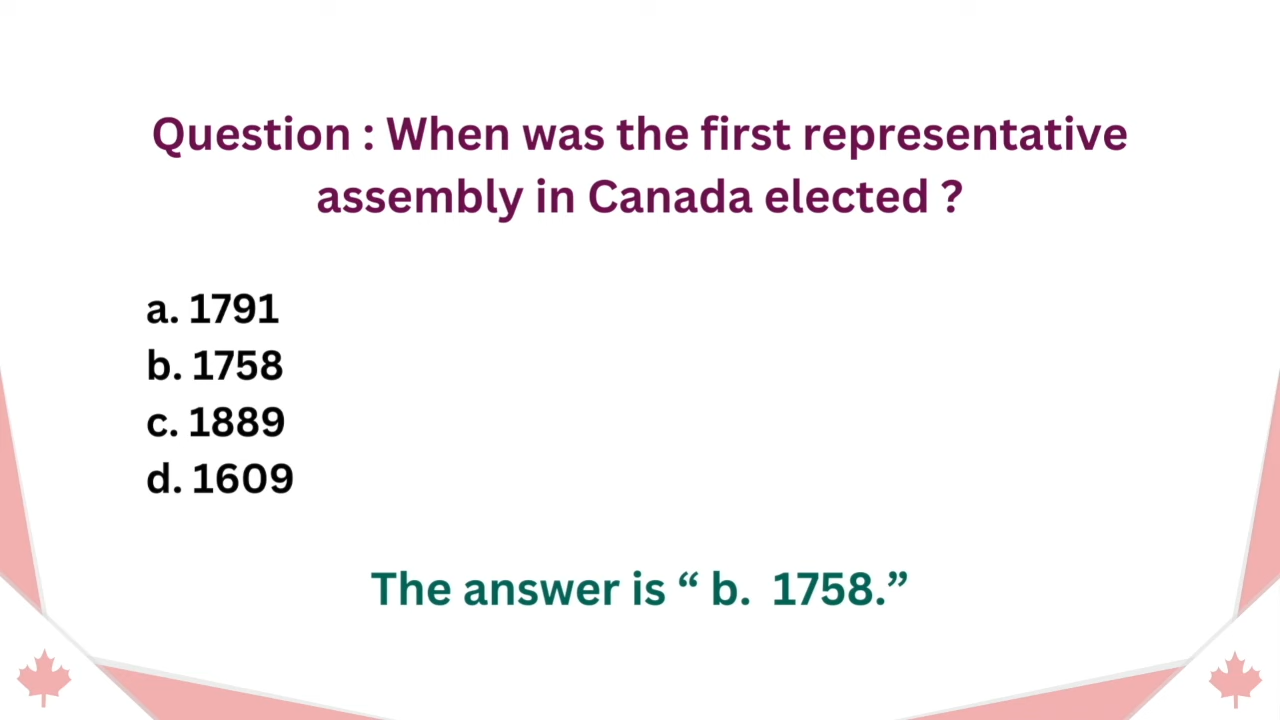 Question : When was the first representative
assembly in Canada elected ?
a. 1791
b. 1758
c. 1889
d. 1609
The answer is “ b.  1758.”